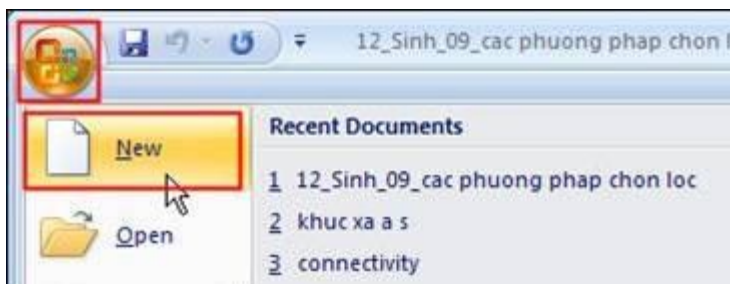 12_Sinh_09_cac phuong phap chon
New
Recent Documents
1 12_Sinh_09_cac phuong phap chon loc
Open
2 khuc xa a s
3 connectivity